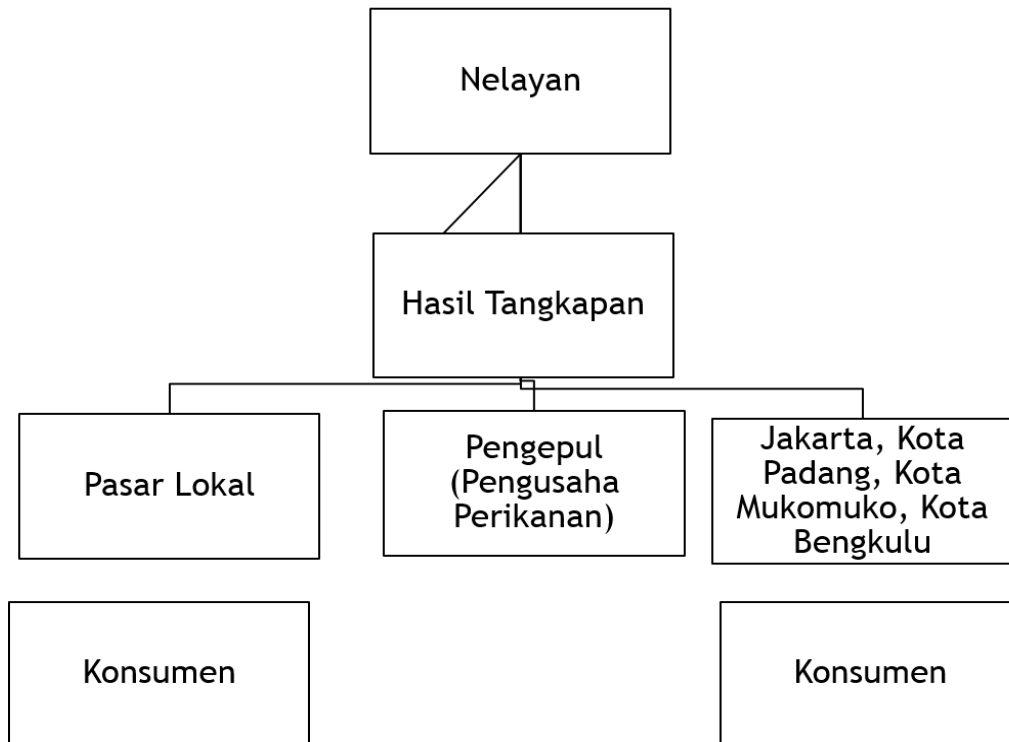 Nelayan
Hasil Tangkapan
Pasar Lokal
Pengepul
(Pengusaha
Perikanan)
Jakarta, Kota
Padang, Kota
Mukomuko, Kota
Bengkulu
Konsumen
Konsumen